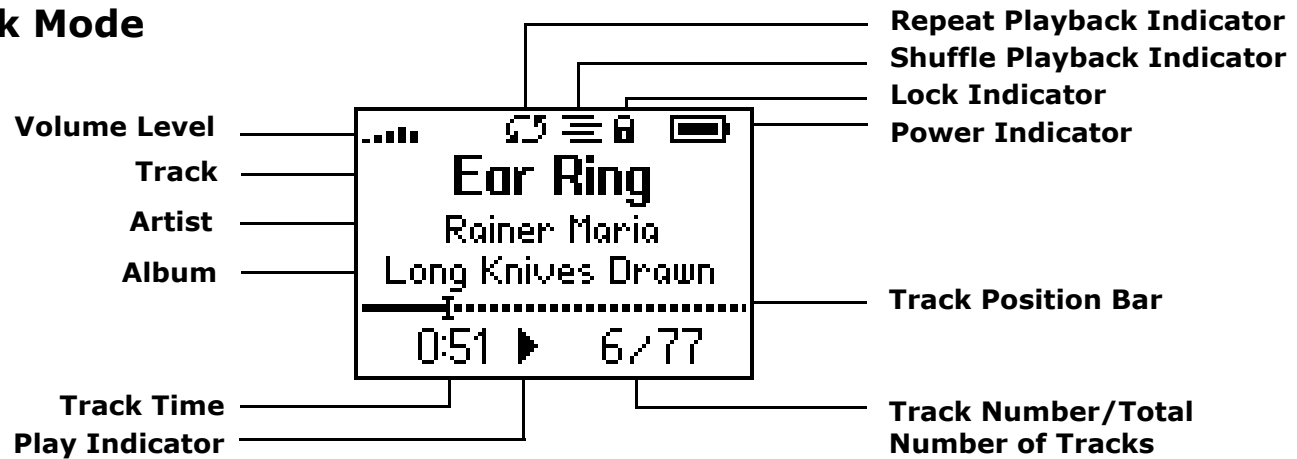 k Mode
Repeat Playback Indicator
Shuffle Playback Indicator
Lock Indicator
Power Indicator
Volume Level
Track
Artist
Album
Ear Ring
Rainer Maria
Long Knives Drawn
0:51 6/77
Track Position Bar
Track Time
Play Indicator
Track Number/Total
Number of Tracks